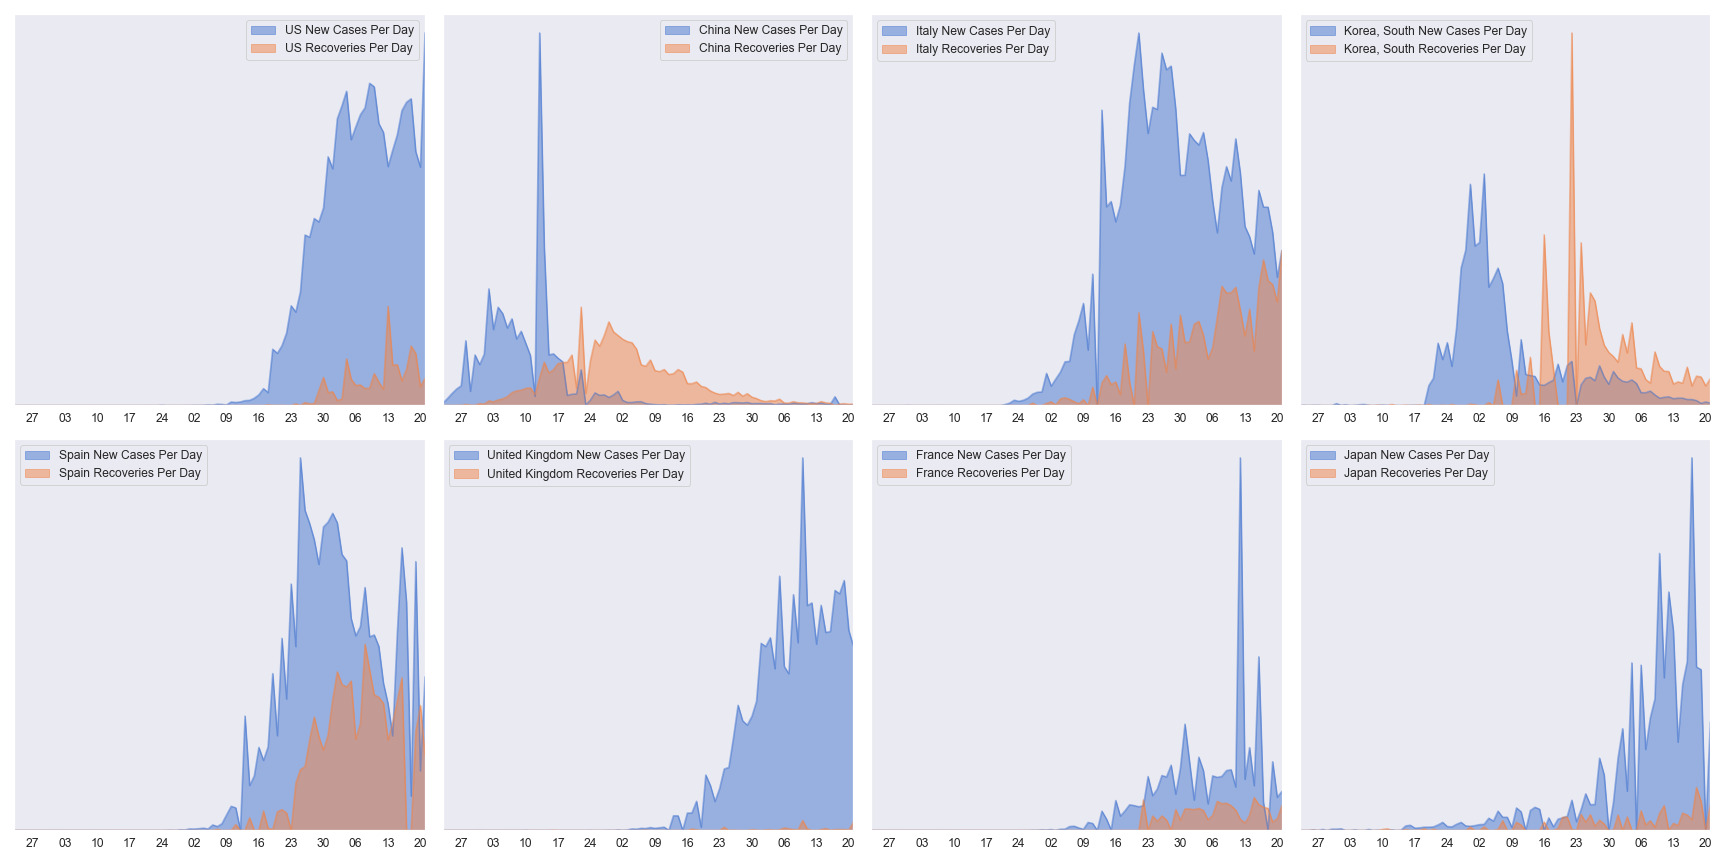 US New Cases Per Day
US Recoveries Per Day
27 03 10 17 24 02 09 16 23 30 06 13 20
China New Cases Per Day
China Recoveries Per Day
27 03 10 17 24 02 09 16 23 30 06 13 20
Italy New Cases Per Day
Italy Recoveries Per Day
27 03 10 17 24 02 09 16 23 30 06 13 20
Korea, South New Cases Per Day
Korea, South Recoveries Per Day
27 03 10 17 24 02 09 16 23 30 06 13 20
Spain New Cases Per Day
Spain Recoveries Per Day
27 03 10 17 24 02 09 16 23 30 06 13 20
United Kingdom New Cases Per Day
United Kingdom Recoveries Per Day
27 03 10 17 24 02 09 16 23 30 06 13 20
France New Cases Per Day
France Recoveries Per Day
27 03 10 17 24 02 09 16 23 30 06 13 20
Japan New Cases Per Day
Japan Recoveries Per Day
27 03 10 17 24 02 09 16 23 30 06 13 20